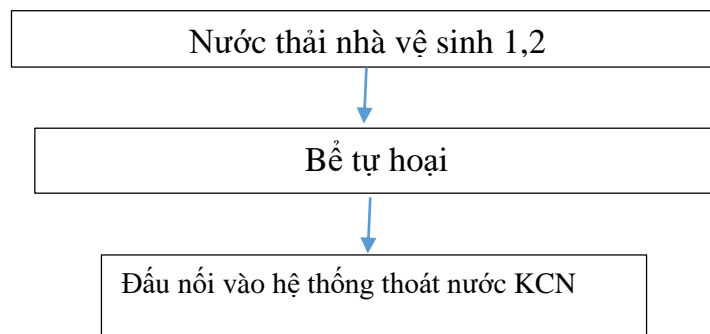 Nước thải nhà vệ sinh 1,2
Bể tự hoại
Đấu nối vào hệ thống thoát nước KCN